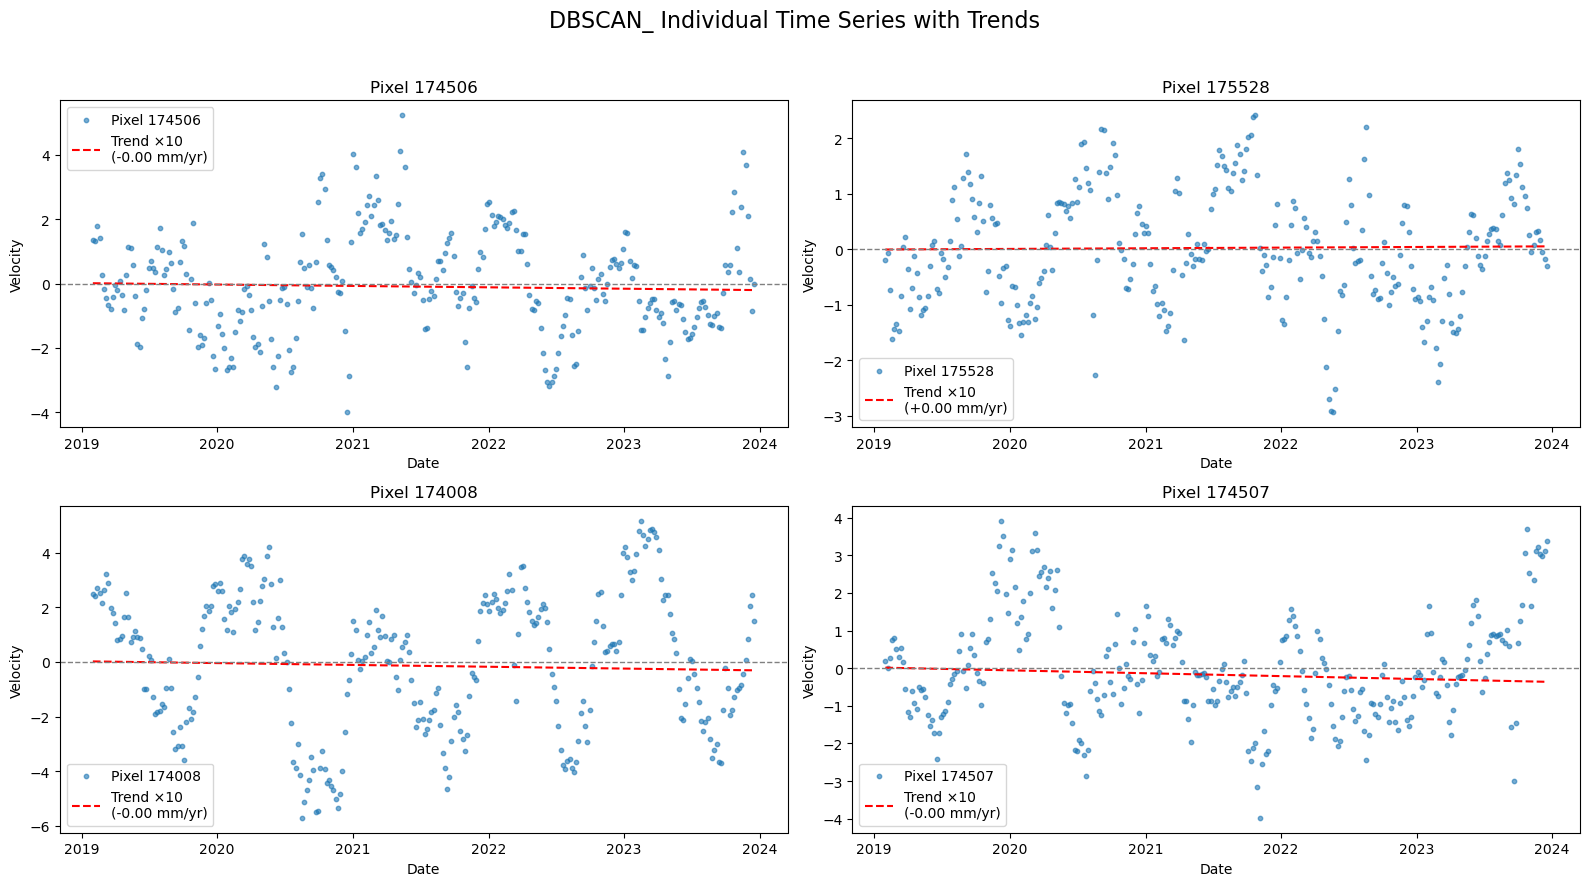 DBSCAN_ Individual Time Series with Trends
Pixel 174506
Pixel 174506
Trend ×10
(-0.00 mm/yr)
Velocity
4
2
0
−2
−4
2019 2020 2021 2022 2023 2024
Date
Pixel 175528
Velocity
2
1
0
−1
−2
−3
Pixel 175528
Trend ×10
(+0.00 mm/yr)
2019 2020 2021 2022 2023 2024
Date
Pixel 174008
Velocity
4
2
0
−2
−4
−6
Pixel 174008
Trend ×10
(-0.00 mm/yr)
2019 2020 2021 2022 2023 2024
Date
Pixel 174507
Velocity
4
3
2
1
0
−1
−2
−3
−4
Pixel 174507
Trend ×10
(-0.00 mm/yr)
2019 2020 2021 2022 2023 2024
Date